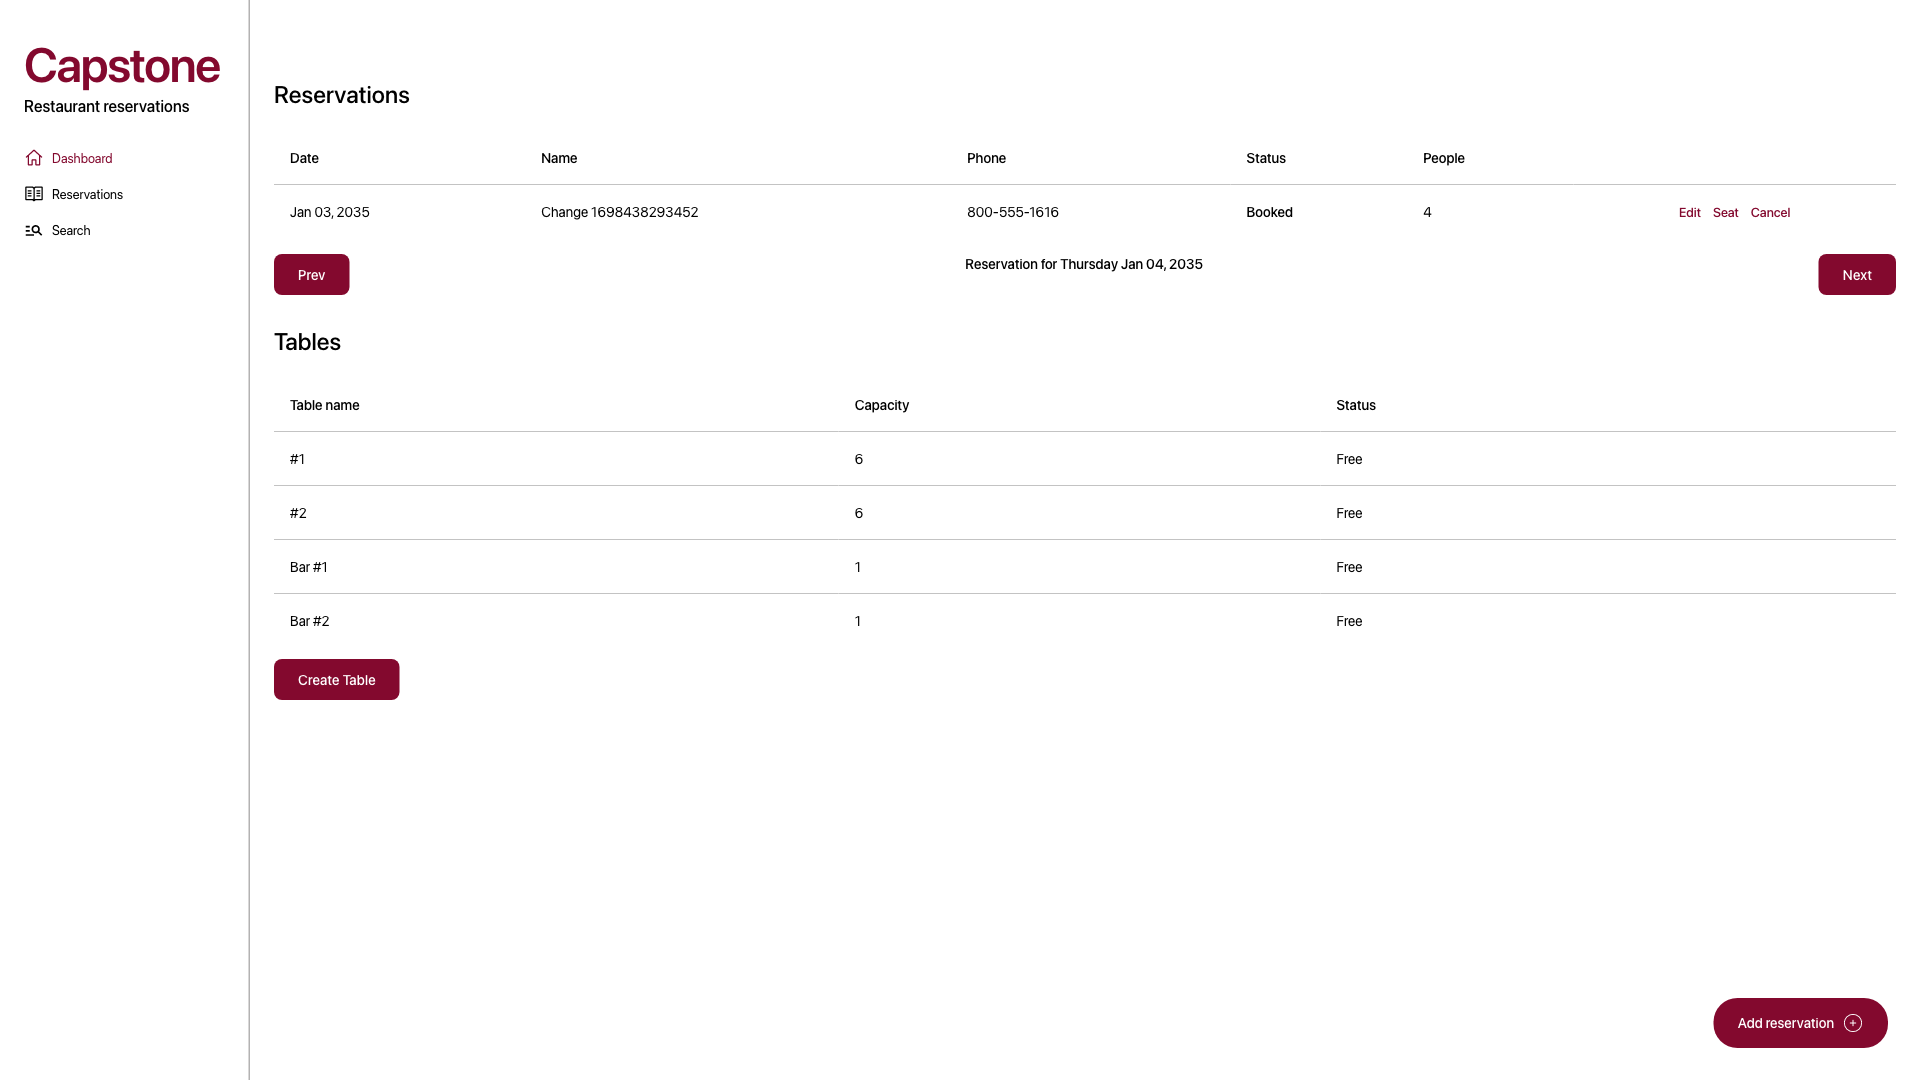 Capstone
Restaurant reservations
Dashboard
Reservations
Search
Reservations
Date Name Phone Status People
Jan 03, 2035 Change 1698438293452 800-555-1616 Booked 4 Edit Seat Cancel
Prev Reservation for Thursday Jan 04, 2035 Next
Tables
Table name Capacity Status
#1 6 Free
#2 6 Free
Bar #1 1 Free
Bar #2 1 Free
Create Table
Add reservation